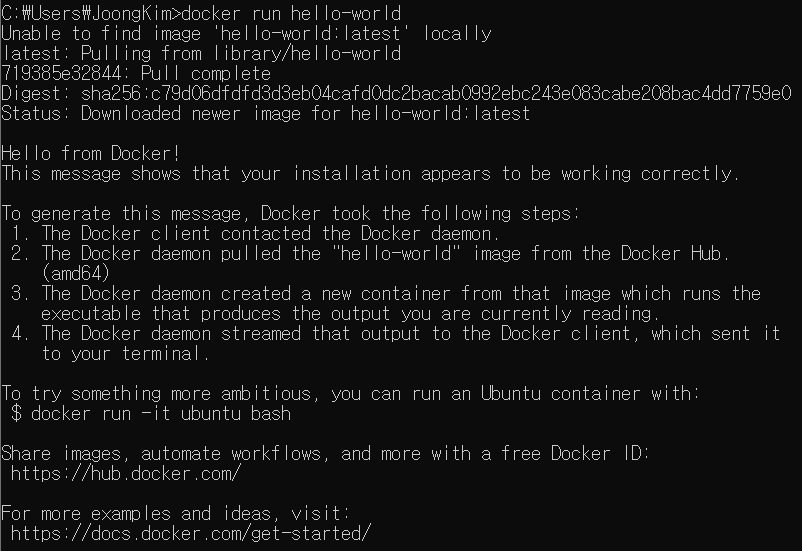 C:₩Users₩JoongKim>docker run hello-world
Unable to find image 'hello-world:latest' locally
latest: Pulling from library/hello-world
719385e32844: Pull complete
Digest: sha256:c79d06dfdfd3d3eb04cafd0dc2bacab0992ebc243e083cabe208bac4dd7759e0
Status: Downloaded newer image for hello-world:latest

Hello from Docker!
This message shows that your installation appears to be working correctly.

To generate this message, Docker took the following steps:
 1. The Docker client contacted the Docker daemon.
 2. The Docker daemon pulled the "hello-world" image from the Docker Hub.
    (amd64)
 3. The Docker daemon created a new container from that image which runs the
    executable that produces the output you are currently reading.
 4. The Docker daemon streamed that output to the Docker client, which sent it
    to your terminal.

To try something more ambitious, you can run an Ubuntu container with:
 $ docker run -it ubuntu bash

Share images, automate workflows, and more with a free Docker ID:
 https://hub.docker.com/

For more examples and ideas, visit:
 https://docs.docker.com/get-started/